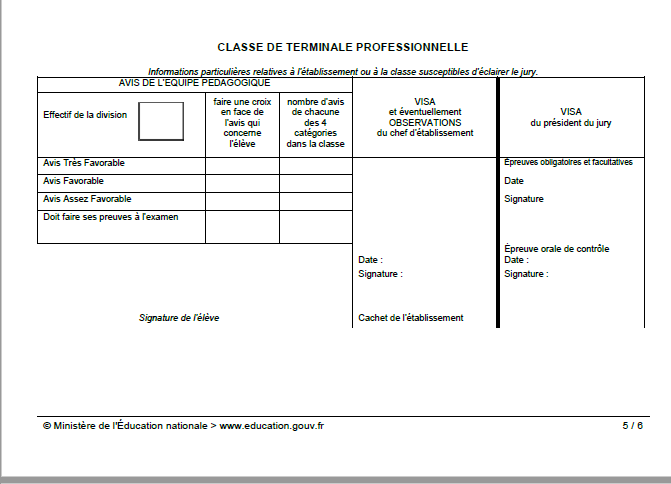 CLASSE DE TERMINALE PROFESSIONNELLE
Informations particulières relatives à l'établissement ou à la classe susceptibles d'éclairer le jury.
AVIS DE L'EQUIPE PEDAGOGIQUE
Effectif de la division
faire une croix
en face de
l'avis qui
concerne
l'élève
nombre d'avis
de chacune
des 4
catégories
dans la classe
VISA
et éventuellement
OBSERVATIONS
du chef d'établissement
VISA
du président du jury
Avis Très Favorable
Avis Favorable
Avis Assez Favorable
Doit faire ses preuves à l'examen
Signature de l'élève
Date :
Signature :
Cachet de l'établissement
Épreuves obligatoires et facultatives
Date
Signature
Épreuve orale de contrôle
Date :
Signature :
© Ministère de l'Éducation nationale > www.education.gouv.fr
5 / 6